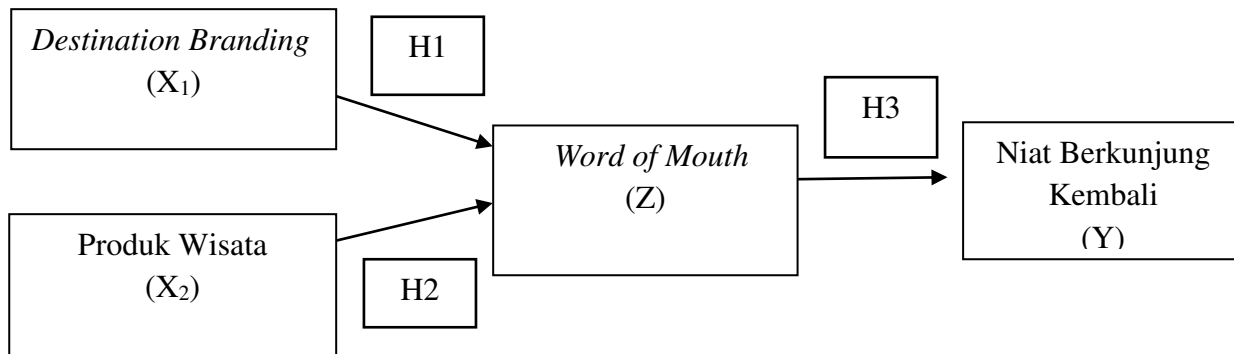 Destination Branding
(X₁)
H1
Produk Wisata
(X₂)
H2
Word of Mouth
(Z)
H3
Niat Berkunjung
Kembali
(Y)